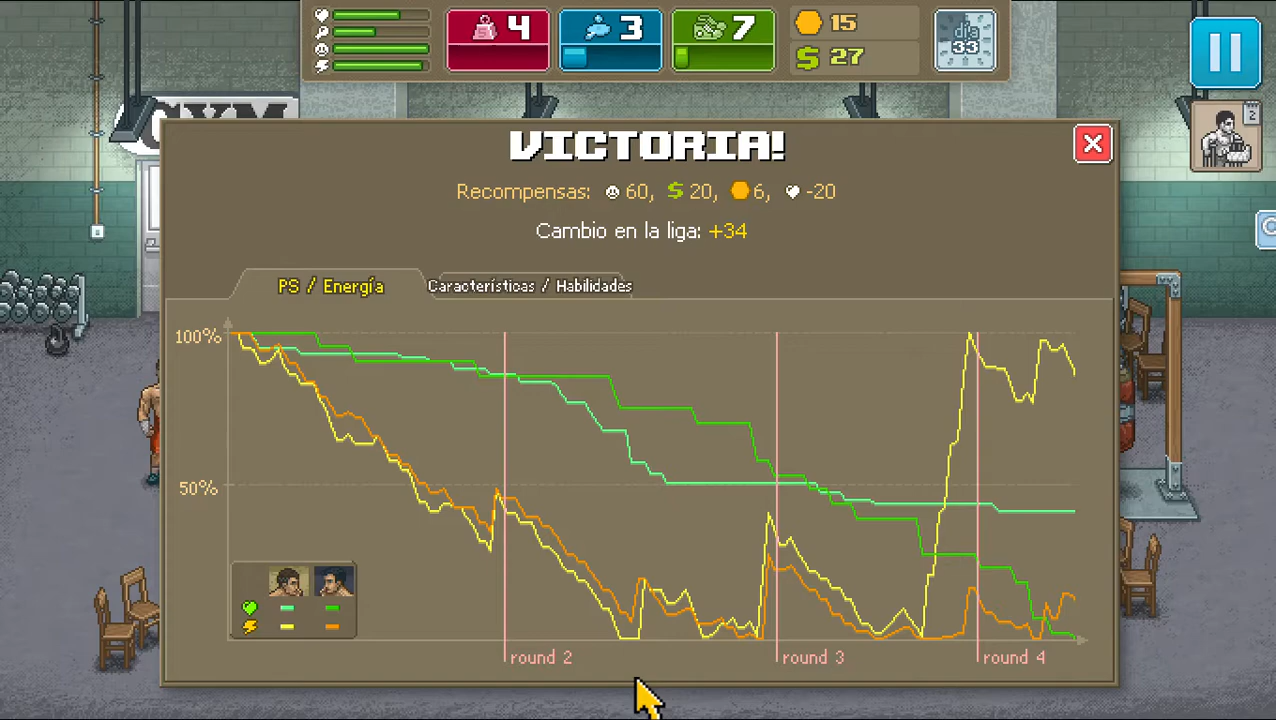 4
3
7
15
27
día
33
2
GYM
VICTORIA!
Recompensas: 60, $ 20, 6, -20
Cambio en la liga: +34
PS / Energía
Características / Habilidades
100%
50%
round 2
round 3
round 4